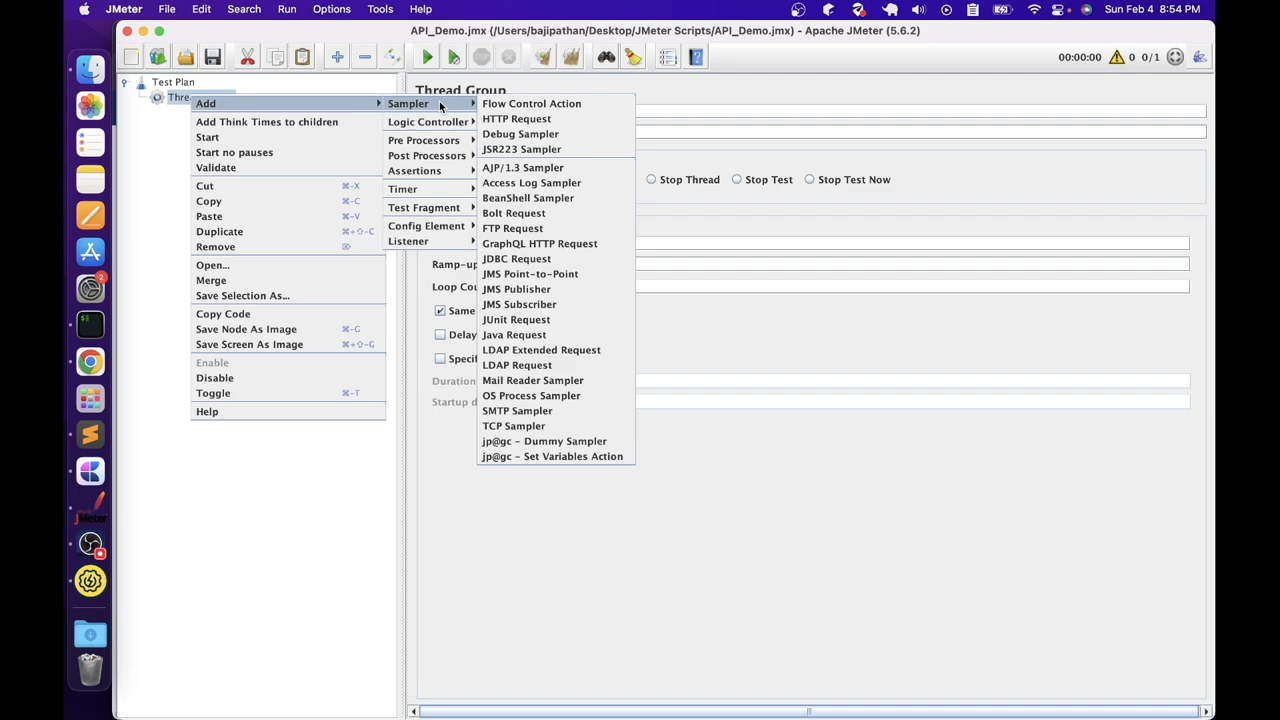 JMeter File Edit Search Run Options Tools Help
Sun Feb 4 8:54 PM
API_Demo.jmx (/Users/bajipathan/Desktop/JMeter Scripts/API_Demo.jmx) - Apache JMeter (5.6.2)
00:00:00 0 0/1
Test Plan
Thre
Thread Group
Add
Add Think Times to children
Start
Start no pauses
Validate
Cut ⌘-X
Copy ⌘-C
Paste ⌘-V
Duplicate ⌘+⇧-C
Remove ⌦
Open...
Merge
Save Selection As...
Copy Code
Save Node As Image ⌘-G
Save Screen As Image ⌘+⇧-G
Enable
Disable
Toggle ⌘-T
Help
Sampler
Logic Controller
Pre Processors
Post Processors
Assertions
Timer
Test Fragment
Config Element
Listener
Flow Control Action
HTTP Request
Debug Sampler
JSR223 Sampler
AJP/1.3 Sampler
Access Log Sampler
BeanShell Sampler
Bolt Request
FTP Request
GraphQL HTTP Request
JDBC Request
JMS Point-to-Point
JMS Publisher
JMS Subscriber
JUnit Request
Java Request
LDAP Extended Request
LDAP Request
Mail Reader Sampler
OS Process Sampler
SMTP Sampler
TCP Sampler
jp@gc - Dummy Sampler
jp@gc - Set Variables Action
Stop Thread Stop Test Stop Test Now
Ramp-up
Loop Cou
Same
Delay
Specif
Duration
Startup d
2
JMeter